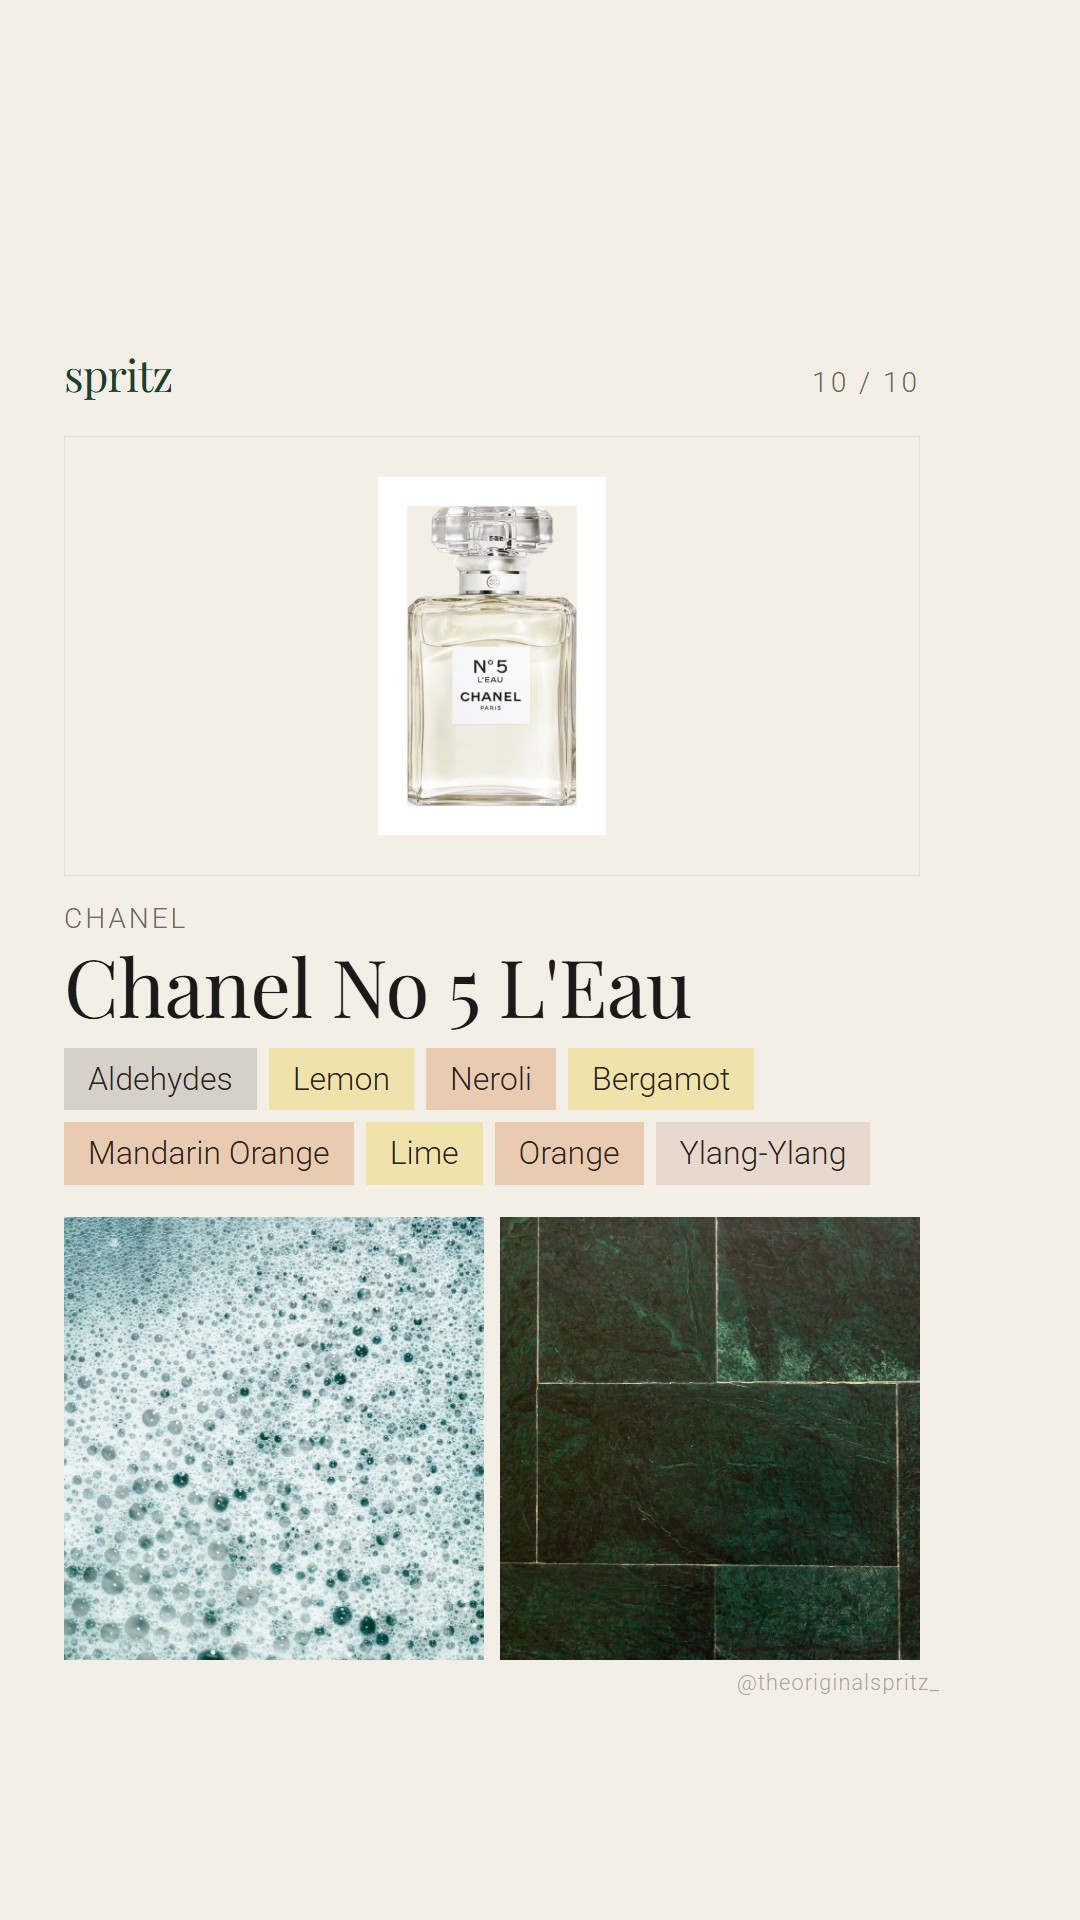 spritz
10 / 10
N°5
L'EAU
CHANEL
PARIS
CHANEL
Chanel No 5 L'Eau
Aldehydes Lemon Neroli Bergamot
Mandarin Orange Lime Orange Ylang-Ylang
@theoriginalspritz_